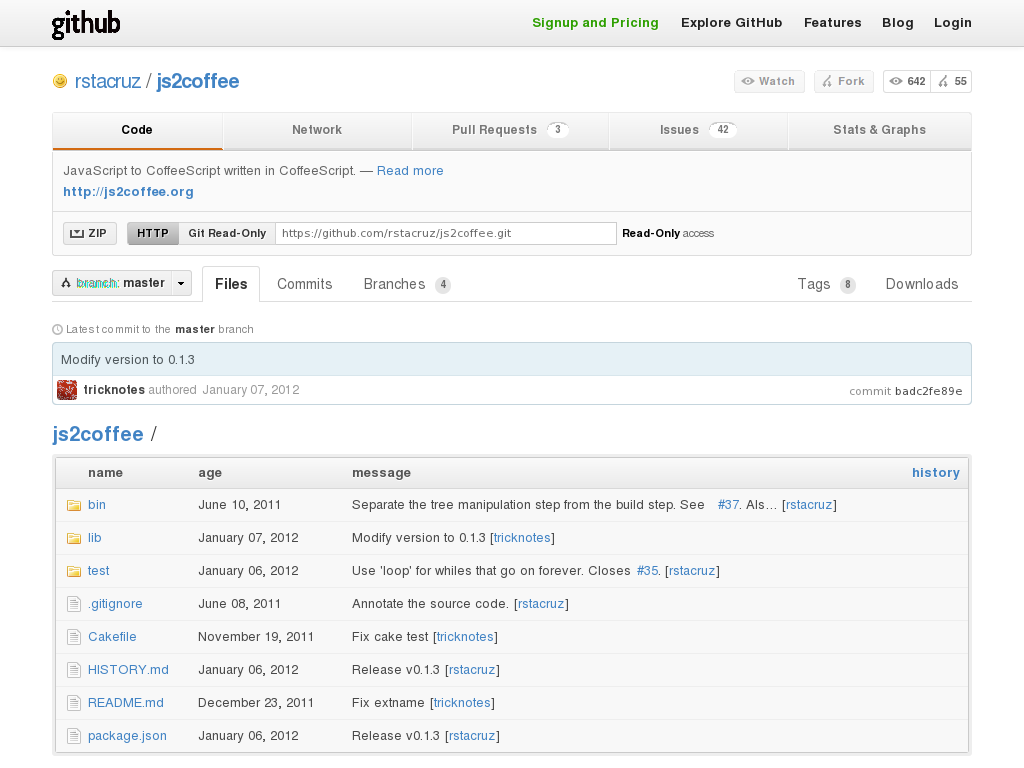 github
Signup and Pricing Explore GitHub Features Blog Login
rstacruz / js2coffee
Watch Fork 642 55
Code Network Pull Requests 3 Issues 42 Stats & Graphs
JavaScript to CoffeeScript written in CoffeeScript. — Read more
http://js2coffee.org
ZIP HTTP Git Read-Only https://github.com/rstacruz/js2coffee.git Read-Only access
branch: master Files Commits Branches 4 Tags 8 Downloads
Latest commit to the master branch
Modify version to 0.1.3
tricknotes authored January 07, 2012 commit badc2fe89e
js2coffee /
name age message history
bin June 10, 2011 Separate the tree manipulation step from the build step. See #37. Als... [rstacruz]
lib January 07, 2012 Modify version to 0.1.3 [tricknotes]
test January 06, 2012 Use 'loop' for whiles that go on forever. Closes #35. [rstacruz]
.gitignore June 08, 2011 Annotate the source code. [rstacruz]
Cakefile November 19, 2011 Fix cake test [tricknotes]
HISTORY.md January 06, 2012 Release v0.1.3 [rstacruz]
README.md December 23, 2011 Fix extname [tricknotes]
package.json January 06, 2012 Release v0.1.3 [rstacruz]